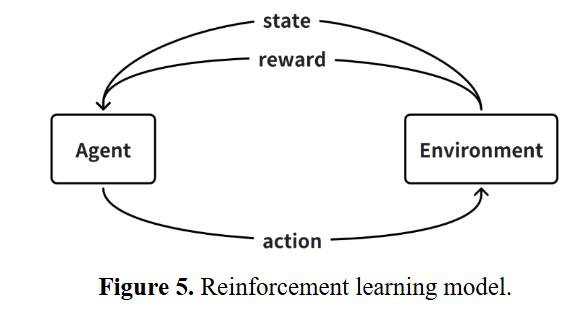 state
reward
Agent
Environment
action
Figure 5. Reinforcement learning model.